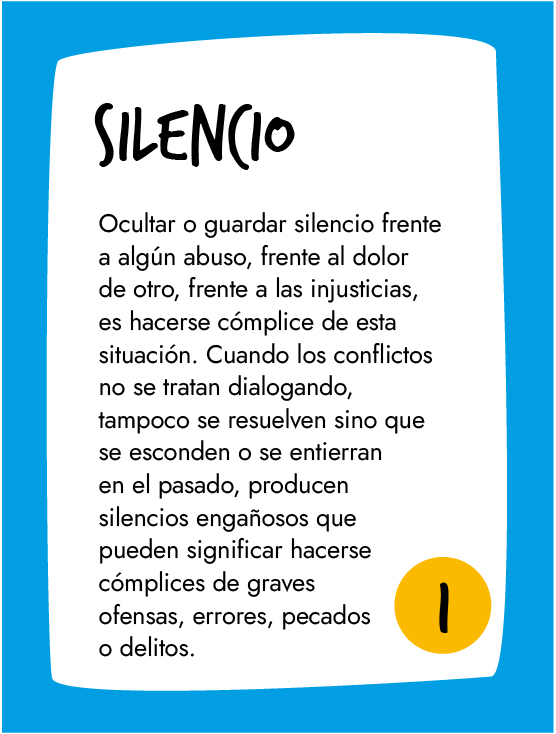 SILENCIO
Ocultar o guardar silencio frente
a algún abuso, frente al dolor
de otro, frente a las injusticias,
es hacerse cómplice de esta
situación. Cuando los conflictos
no se tratan dialogando,
tampoco se resuelven sino que
se esconden o se entierran
en el pasado, producen
silencios engañosos que
pueden significar hacerse
cómplices de graves
ofensas, errores, pecados
o delitos.
1